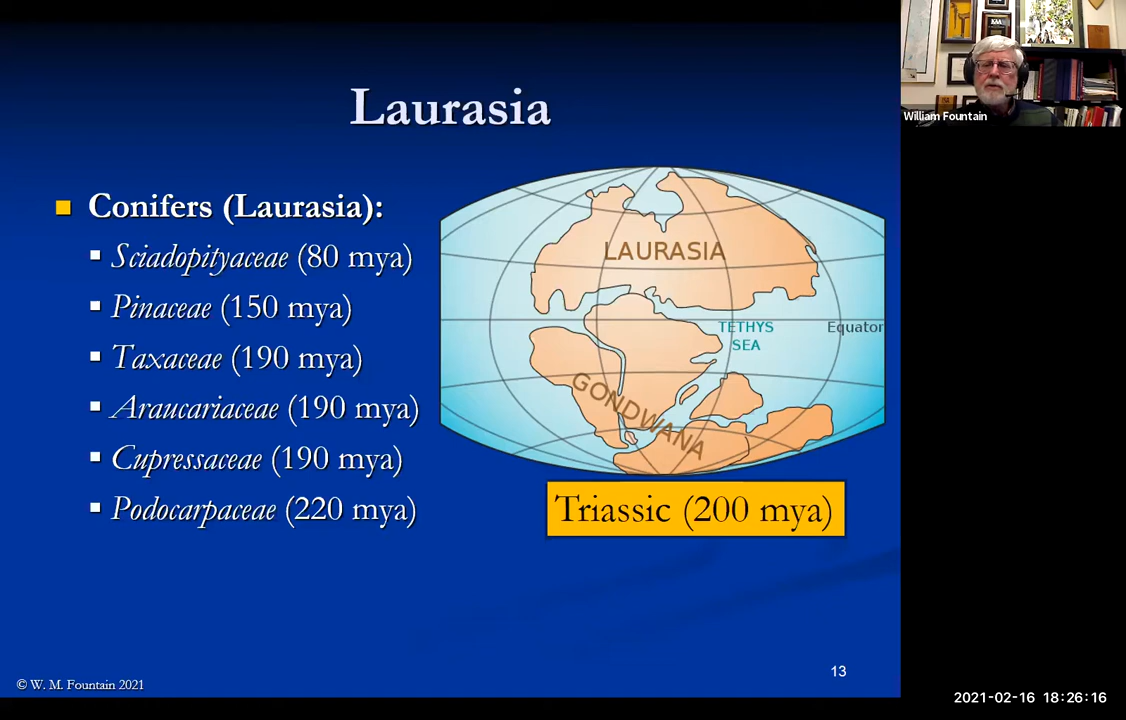 Laurasia
Conifers (Laurasia):
Sciadopityaceae (80 mya)
Pinaceae (150 mya)
Taxaceae (190 mya)
Araucariaceae (190 mya)
Cupressaceae (190 mya)
Podocarpaceae (220 mya)
LAURASIA
TETHYS
SEA
Equator
GONDWANA
Triassic (200 mya)
13
© W. M. Fountain 2021
William Fountain
2021-02-16 18:26:16